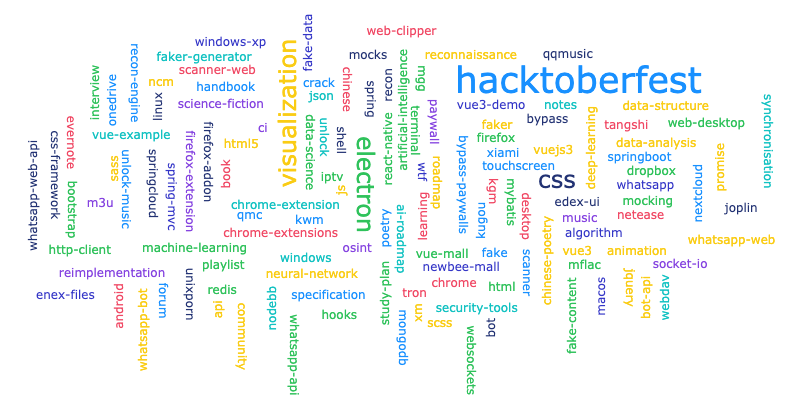 web-clipper
windows-xp
fake-data
mocks
reconnaissance
qqmusic
faker-generator
scanner-web
handbook
science-fiction
recon-engine
ncm
linux
onedrive
interview
visualization
crack
json
chinese
spring
recon
artificial-intelligence
mgg
hacktoberfest
vue3-demo
notes
data-structure
synchronisation
paywall
terminal
react-native
faker
bypass
tangshi
web-desktop
vue-example
ci
html5
firefox-addon
firefox-extension
data-science
unlock
shell
electron
firefox
xiami
vuejs3
deep-learning
data-analysis
springboot
promise
evernote
css-framework
whatsapp-web-api
sass
unlock-music
springcloud
spring-mvc
book
iptv
js
wtf
roadmap
bypass-paywalls
touchscreen
css
dropbox
whatsapp
nextcloud
bootstrap
m3u
chrome-extension
qmc
kwm
poetry
ai-roadmap
learning
nginx
kgm
mybatis
desktop
edex-ui
mocking
music
netease
joplin
chrome-extensions
algorithm
http-client
machine-learning
osint
vue-mall
fake
scanner
chinese-poetry
vue3
animation
whatsapp-web
playlist
windows
newbee-mall
mflac
socket-io
reimplementation
unixporn
neural-network
study-plan
chrome
html
macos
jeanby
bot-api
webdav
enex-files
android
whatsapp-bot
forum
redis
specification
tron
fake-content
api
community
nodebb
whatsapp-api
hooks
mongodb
xm
scss
security-tools
bot
websockets